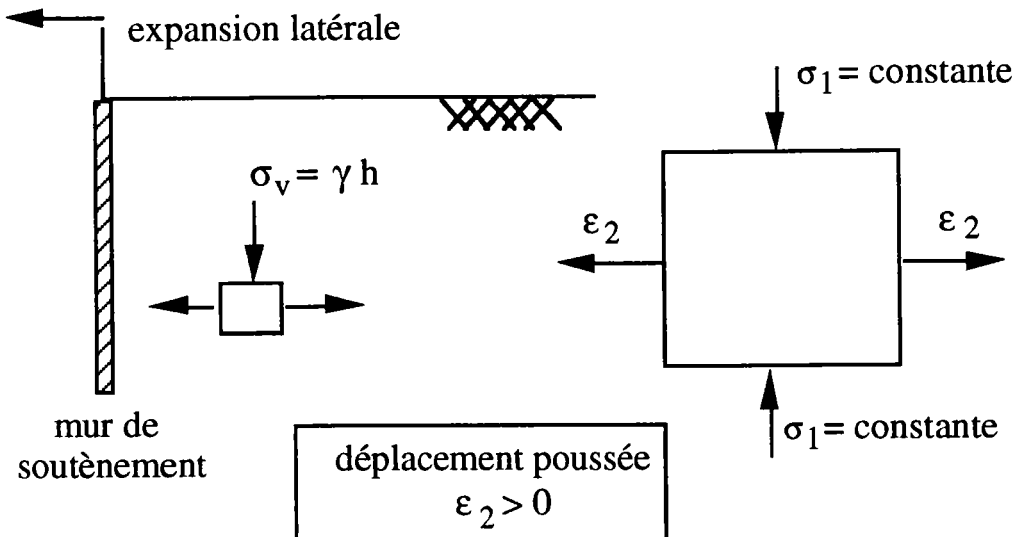 expansion latérale
σ1 = constante
σv = γ h
ε2
ε2
mur de
soutènement
σ1 = constante
déplacement poussée
ε2 > 0